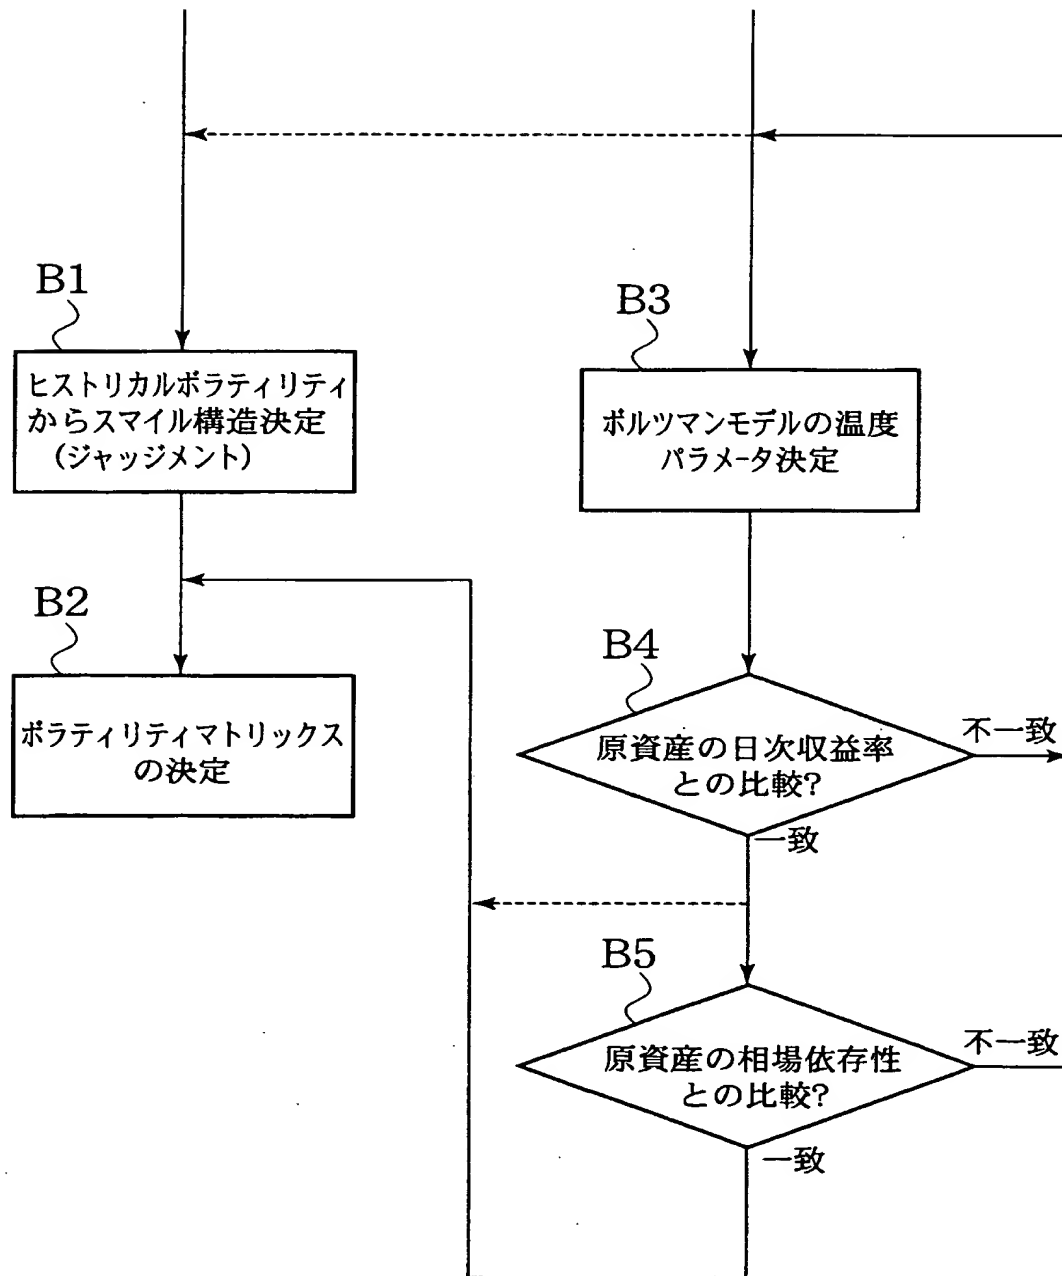 B1
ヒストリカルボラティリティ
からスマイル構造決定
(ジャッジメント)
B2
ボラティリティマトリックス
の決定
B3
ボルツマンモデルの温度
パラメータ決定
B4
原資産の日次収益率
との比較?
不一致
一致
B5
原資産の相場依存性
との比較?
不一致
一致